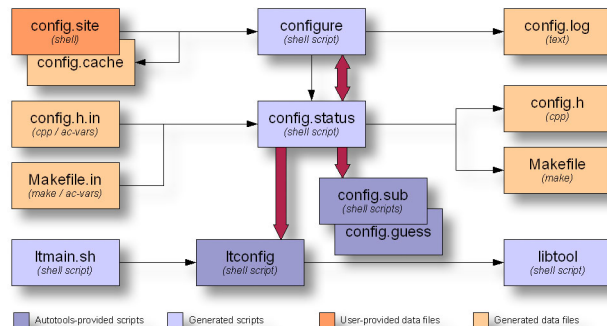 config.site
(shell)
config.cache
configure
(shell script)
config.log
(text)
config.h.in
(cpp / ac-vars)
config.status
(shell script)
config.h
(cpp)
Makefile.in
(make / ac-vars)
Makefile
(make)
config.sub
(shell scripts)
config.guess
ltmain.sh
(shell script)
ltconfig
(shell script)
libtool
(shell script)
Autotools-provided scripts
Generated scripts
User-provided data files
Generated data files